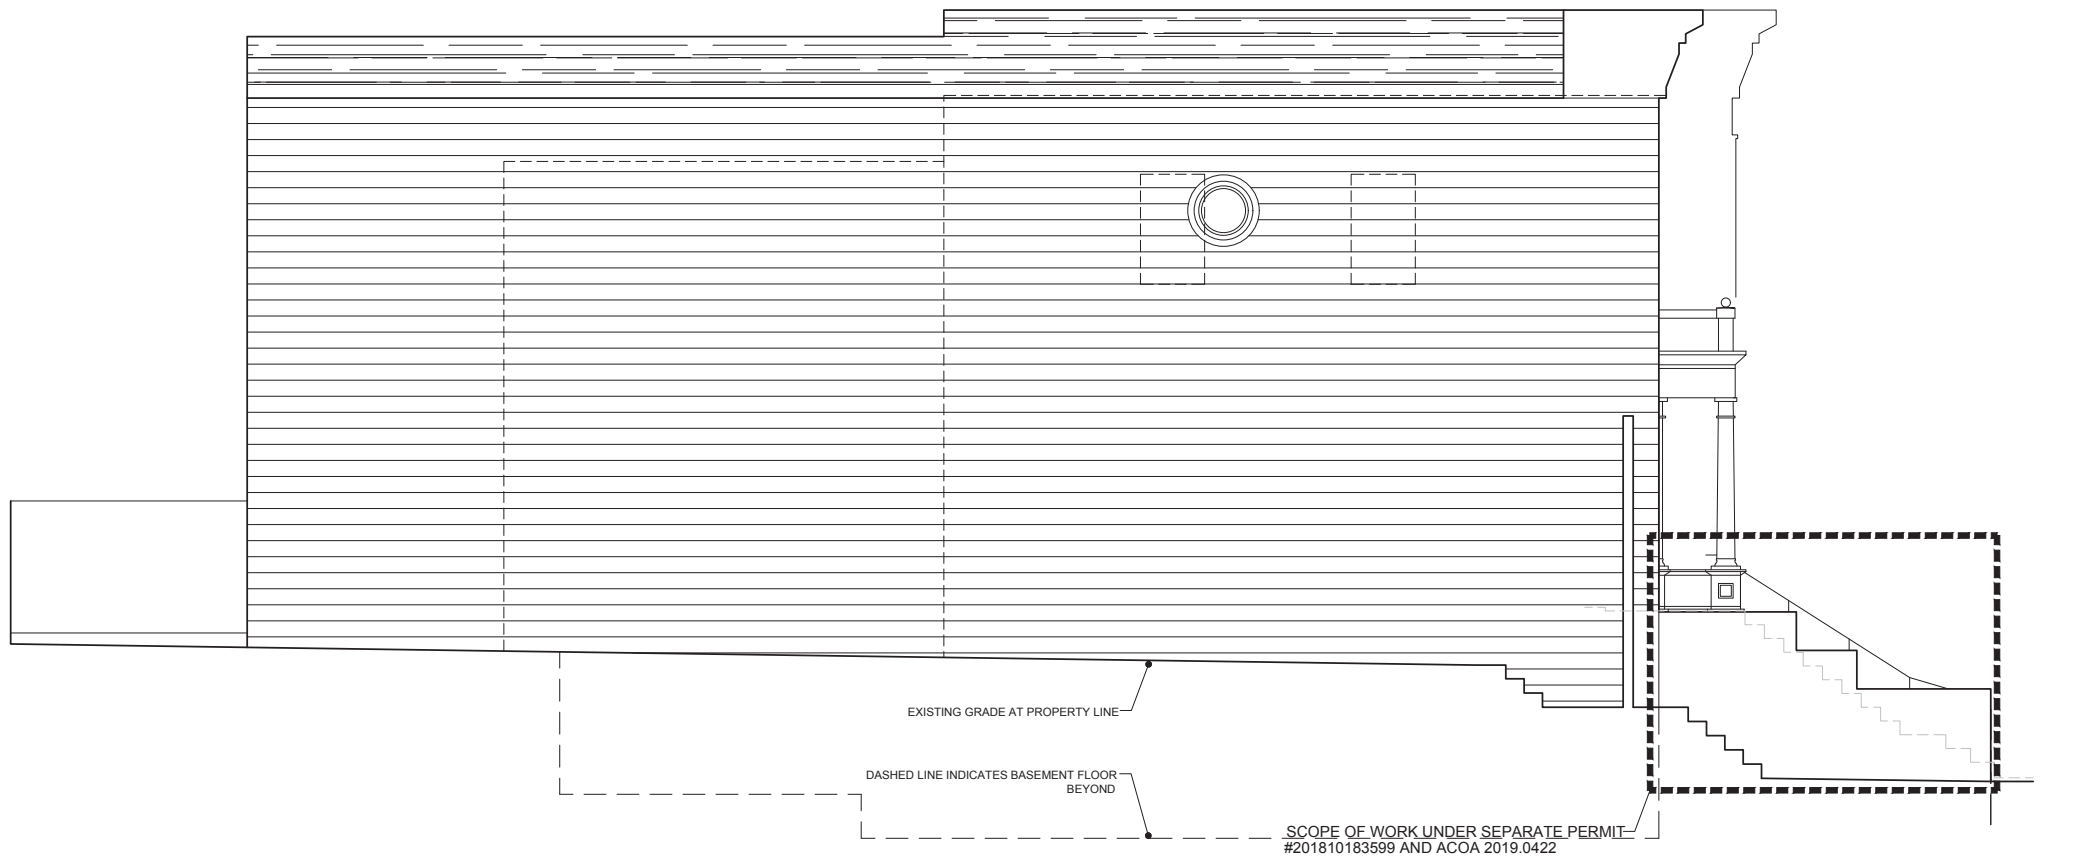 EXISTING GRADE AT PROPERTY LINE
DASHED LINE INDICATES BASEMENT FLOOR
BEYOND
SCOPE OF WORK UNDER SEPARATE PERMIT
#201810183599 AND ACOA 2019.0422